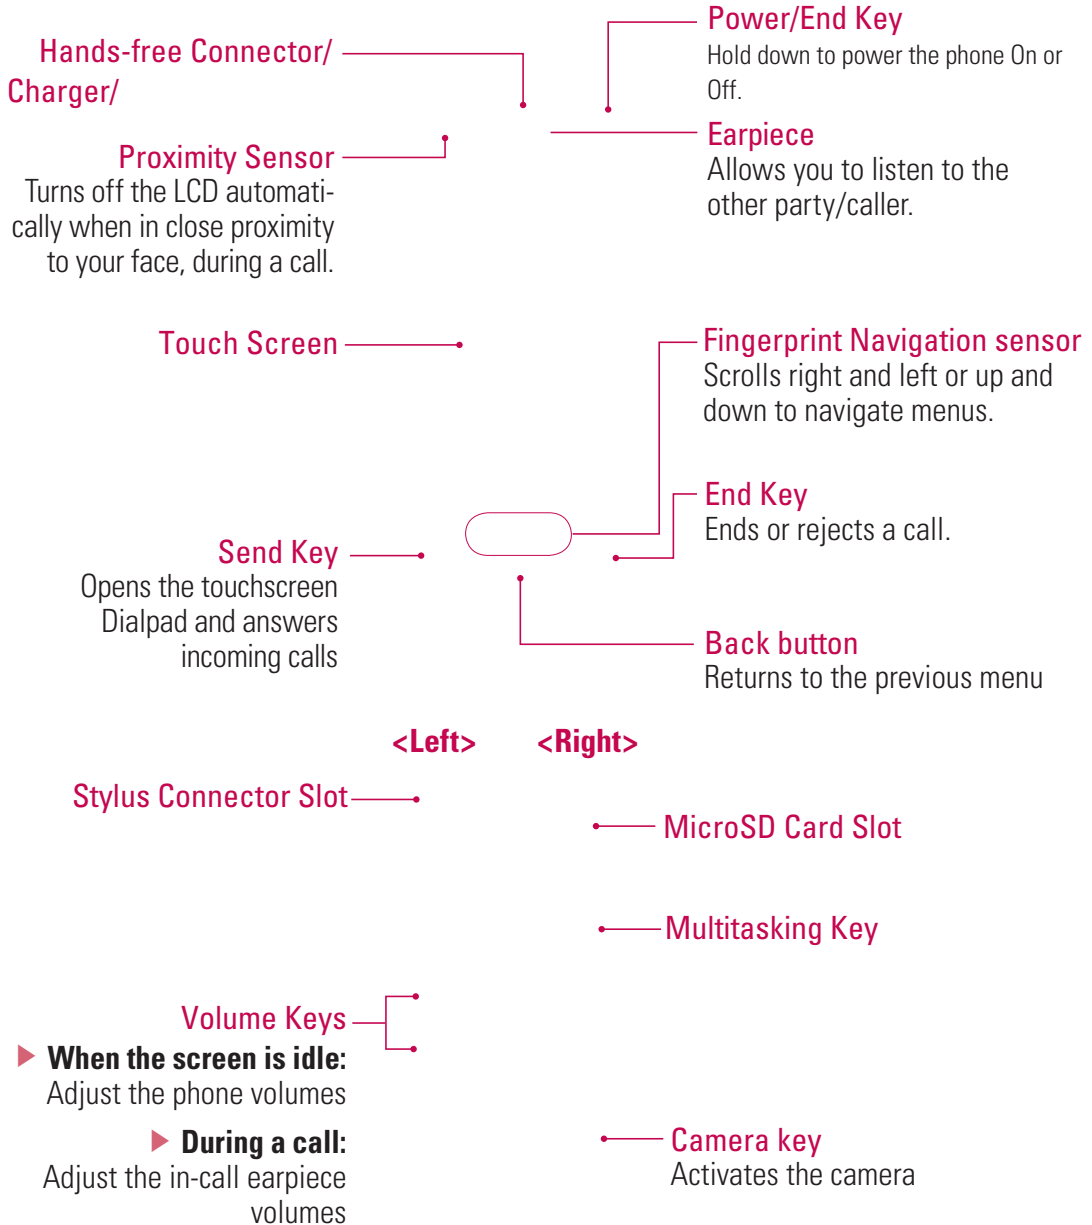 Hands-free Connector/
Charger/
Proximity Sensor
Turns off the LCD automati-
cally when in close proximity
to your face, during a call.
Touch Screen
Send Key
Opens the touchscreen
Dialpad and answers
incoming calls
Power/End Key
Hold down to power the phone On or
Off.
Earpiece
Allows you to listen to the
other party/caller.
Fingerprint Navigation sensor
Scrolls right and left or up and
down to navigate menus.
End Key
Ends or rejects a call.
Back button
Returns to the previous menu
<Left>
<Right>
Stylus Connector Slot
Volume Keys
When the screen is idle:
Adjust the phone volumes
During a call:
Adjust the in-call earpiece
volumes
MicroSD Card Slot
Multitasking Key
Camera key
Activates the camera